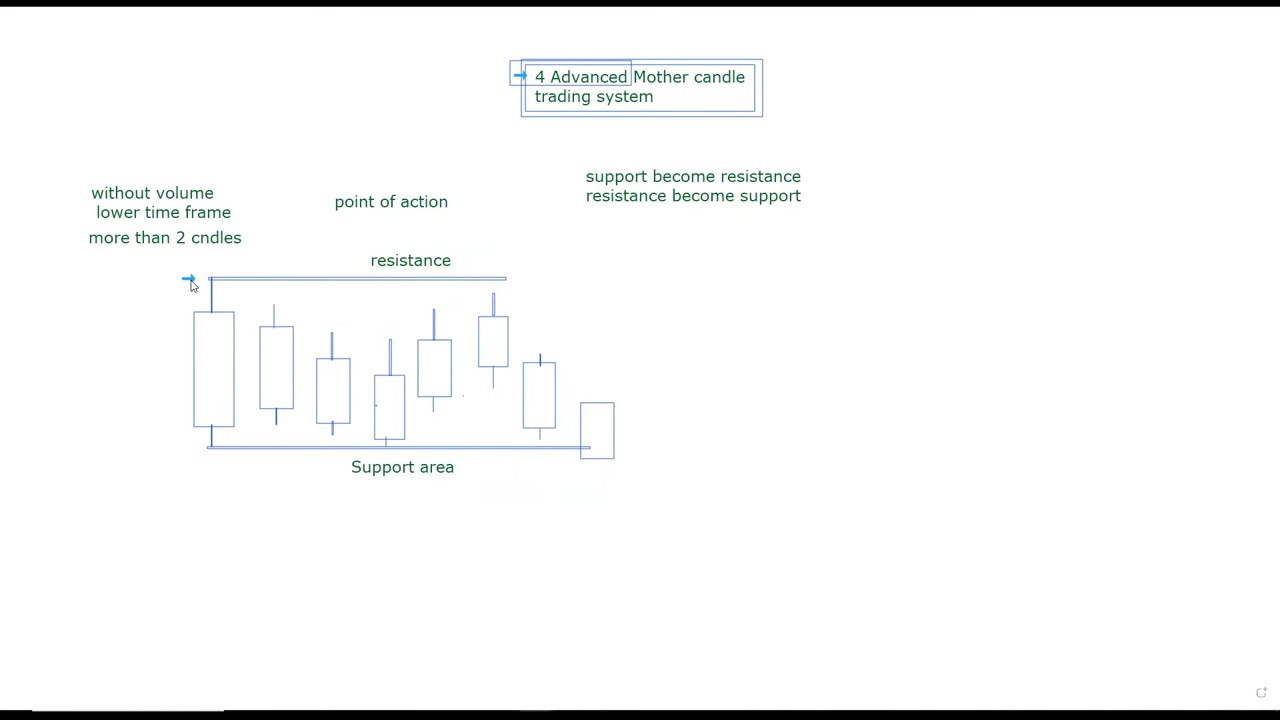 4 Advanced Mother candle
trading system
support become resistance
resistance become support
without volume
lower time frame
more than 2 cndles
point of action
resistance
Support area